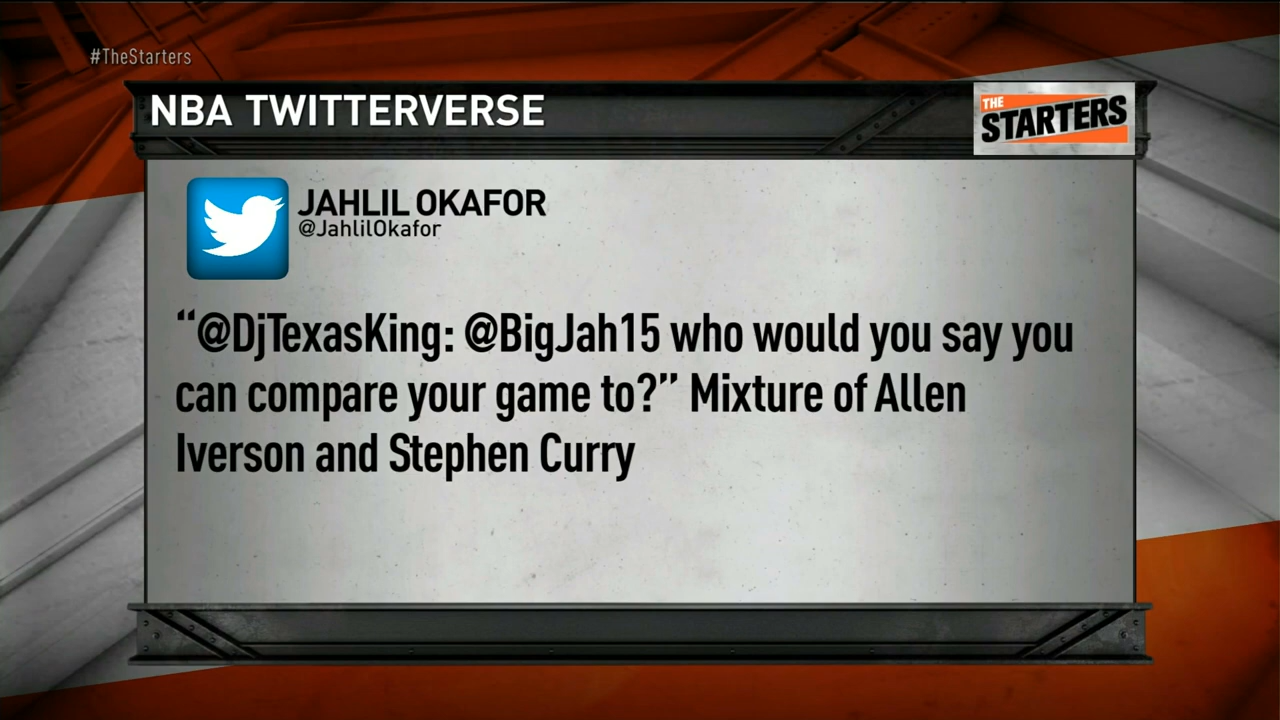 #TheStarters
NBA TWITTERVERSE
THE
STARTERS
JAHLIL OKAFOR
@JahlilOkafor
“@DjTexasKing: @BigJah15 who would you say you
can compare your game to?” Mixture of Allen
Iverson and Stephen Curry